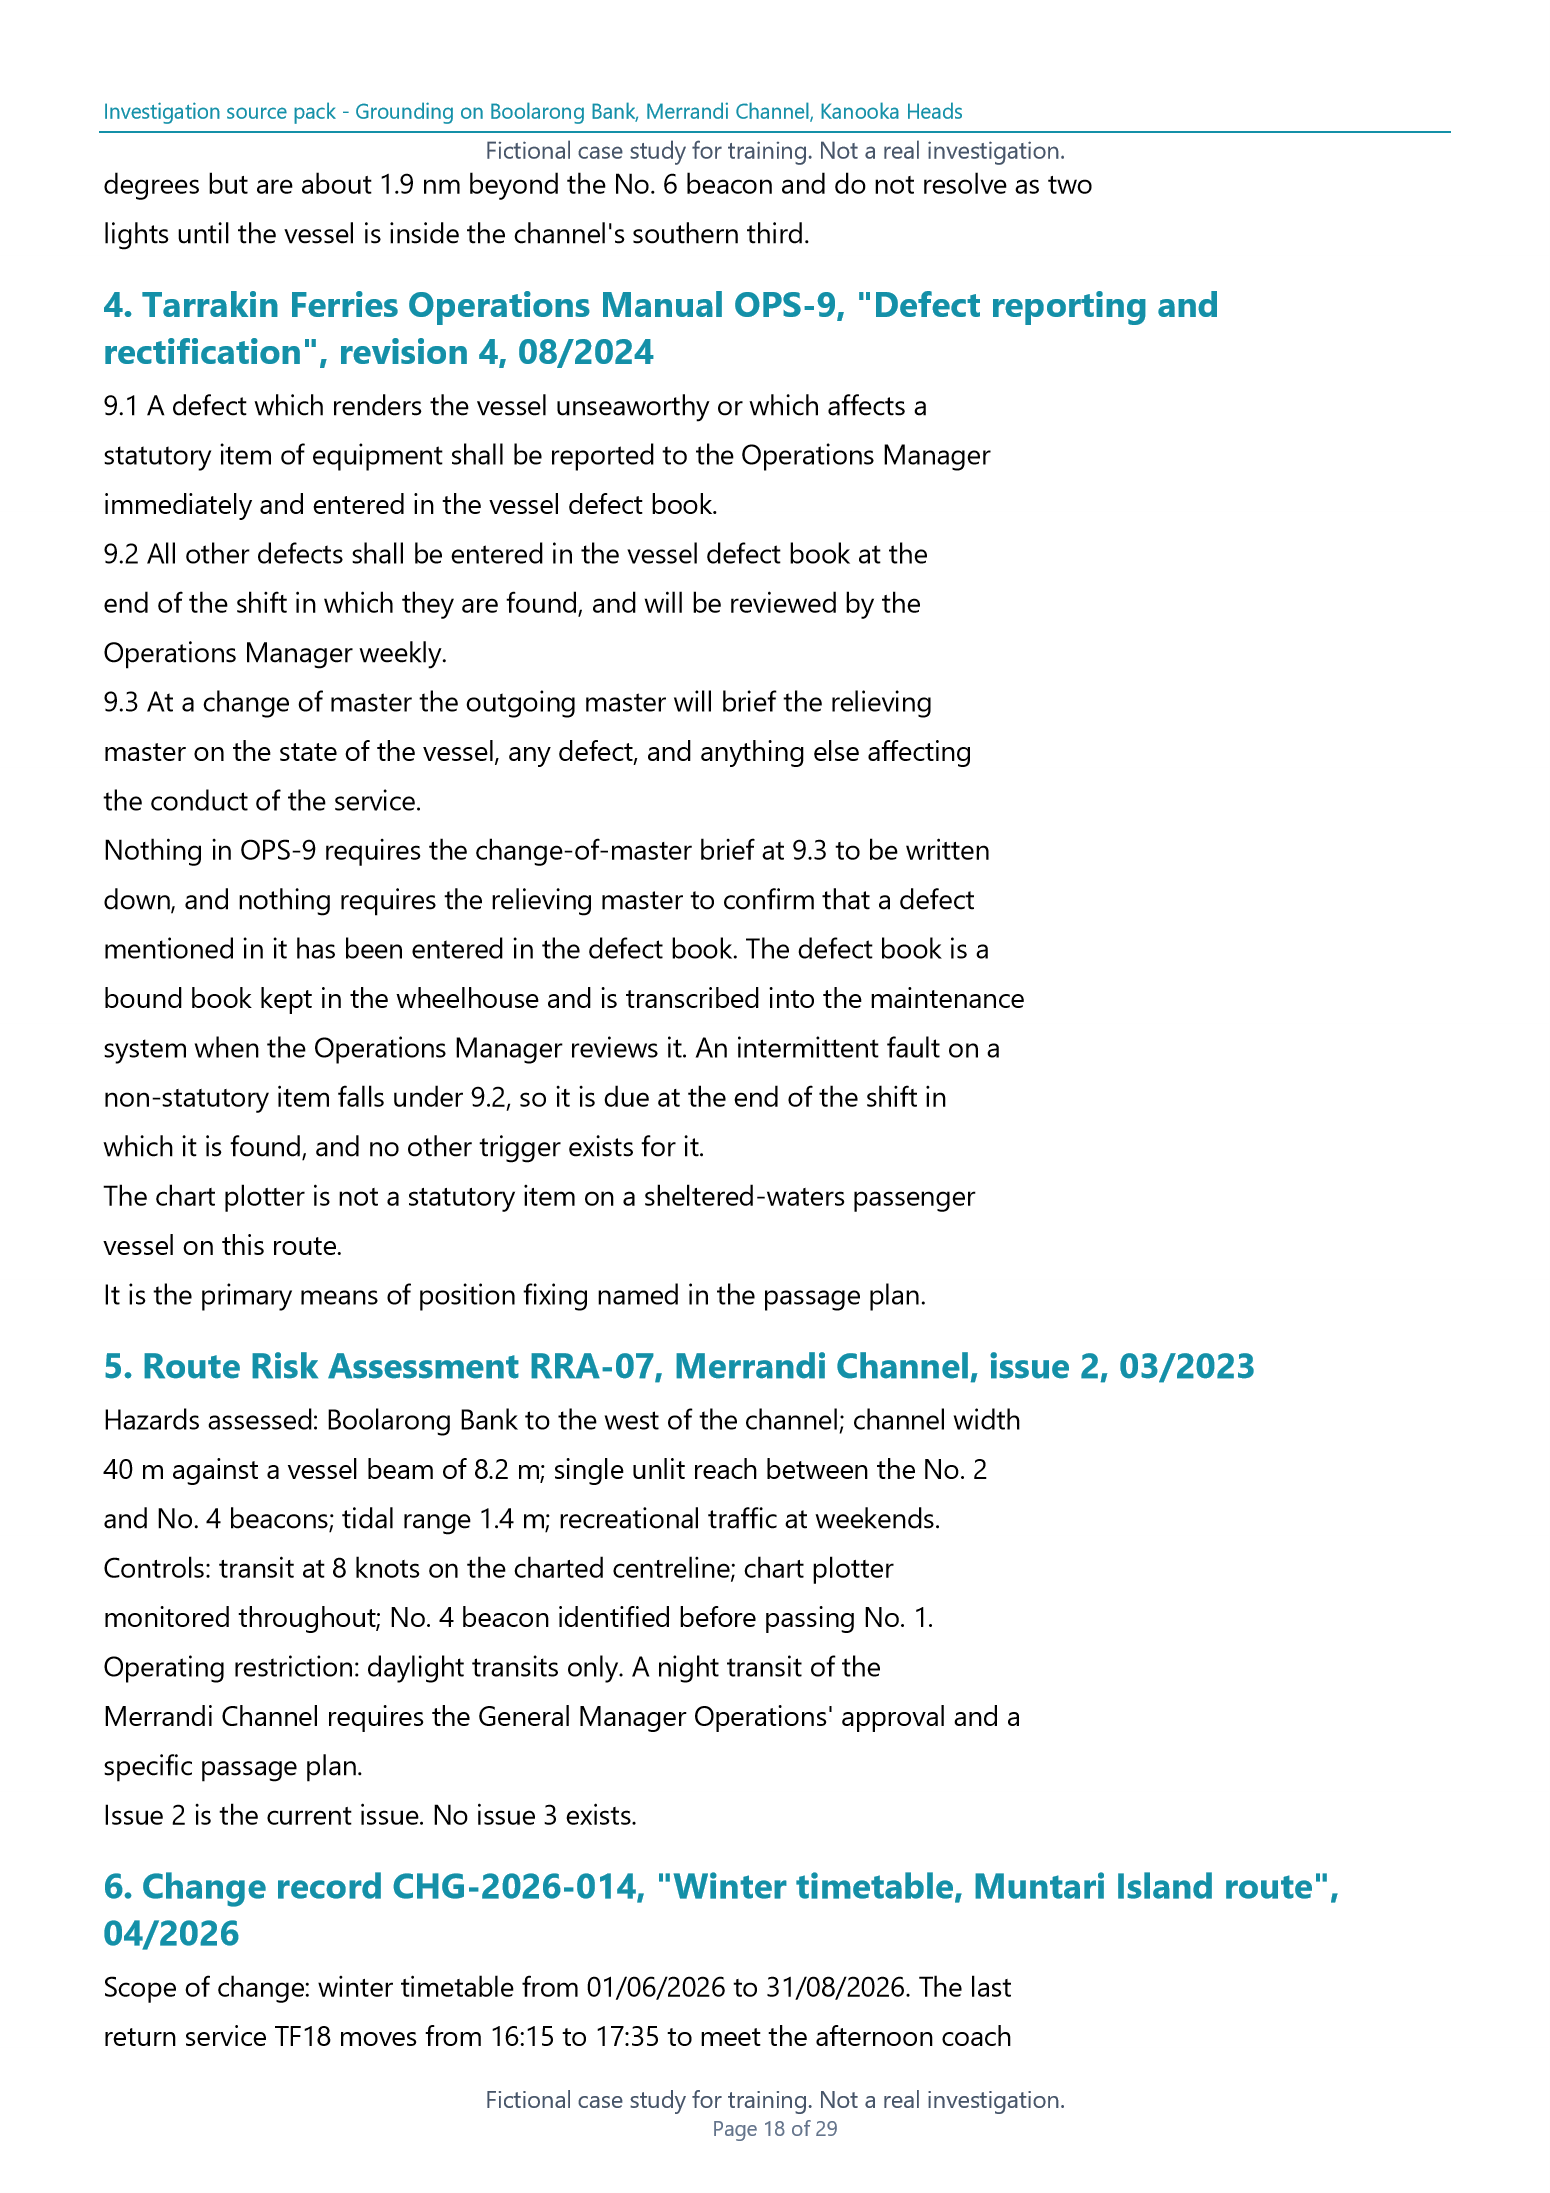 Investigation source pack - Grounding on Boolarong Bank, Merrandi Channel, Kanooka Heads
Fictional case study for training. Not a real investigation.
degrees but are about 1.9 nm beyond the No. 6 beacon and do not resolve as two
lights until the vessel is inside the channel's southern third.
4. Tarrakin Ferries Operations Manual OPS-9, "Defect reporting and
rectification", revision 4, 08/2024
9.1 A defect which renders the vessel unseaworthy or which affects a
statutory item of equipment shall be reported to the Operations Manager
immediately and entered in the vessel defect book.
9.2 All other defects shall be entered in the vessel defect book at the
end of the shift in which they are found, and will be reviewed by the
Operations Manager weekly.
9.3 At a change of master the outgoing master will brief the relieving
master on the state of the vessel, any defect, and anything else affecting
the conduct of the service.
Nothing in OPS-9 requires the change-of-master brief at 9.3 to be written
down, and nothing requires the relieving master to confirm that a defect
mentioned in it has been entered in the defect book. The defect book is a
bound book kept in the wheelhouse and is transcribed into the maintenance
system when the Operations Manager reviews it. An intermittent fault on a
non-statutory item falls under 9.2, so it is due at the end of the shift in
which it is found, and no other trigger exists for it.
The chart plotter is not a statutory item on a sheltered-waters passenger
vessel on this route.
It is the primary means of position fixing named in the passage plan.
5. Route Risk Assessment RRA-07, Merrandi Channel, issue 2, 03/2023
Hazards assessed: Boolarong Bank to the west of the channel; channel width
40 m against a vessel beam of 8.2 m; single unlit reach between the No. 2
and No. 4 beacons; tidal range 1.4 m; recreational traffic at weekends.
Controls: transit at 8 knots on the charted centreline; chart plotter
monitored throughout; No. 4 beacon identified before passing No. 1.
Operating restriction: daylight transits only. A night transit of the
Merrandi Channel requires the General Manager Operations' approval and a
specific passage plan.
Issue 2 is the current issue. No issue 3 exists.
6. Change record CHG-2026-014, "Winter timetable, Muntari Island route",
04/2026
Scope of change: winter timetable from 01/06/2026 to 31/08/2026. The last
return service TF18 moves from 16:15 to 17:35 to meet the afternoon coach
Fictional case study for training. Not a real investigation.
Page 18 of 29